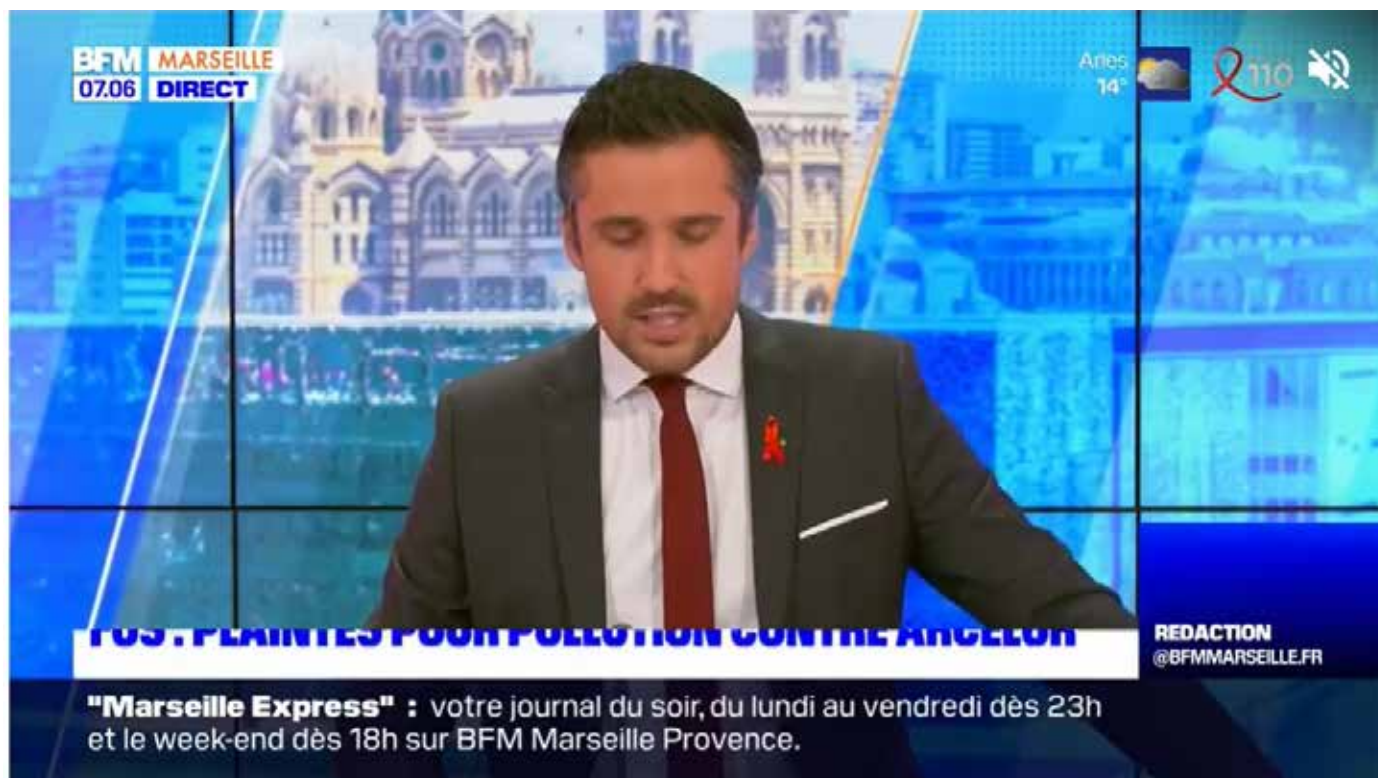 BFM MARSEILLE
07.06 DIRECT
Arles
14°
110
FOS : PLAINTES POUR POLLUTION CONTRE ARCELOR
REDACTION
@BFMMARSEILLE.FR
"Marseille Express" : votre journal du soir, du lundi au vendredi dès 23h
et le week-end dès 18h sur BFM Marseille Provence.